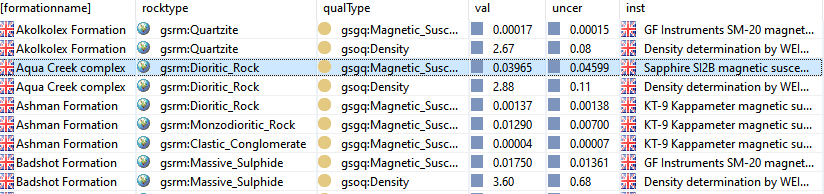 [formationname] rocktype qualType val uncer inst
Akolkolex Formation gsrm:Quartzite gsgq:Magnetic_Susc... 0.00017 0.00015 GF Instruments SM-20 magnet...
Akolkolex Formation gsrm:Quartzite gsoq:Density 2.67 0.08 Density determination by WEI...
Aqua Creek complex gsrm:Dioritic_Rock gsgq:Magnetic_Susc... 0.03965 0.04599 Sapphire SI2B magnetic susce...
Aqua Creek complex gsrm:Dioritic_Rock gsoq:Density 2.88 0.11 Density determination by WEI...
Ashman Formation gsrm:Dioritic_Rock gsgq:Magnetic_Susc... 0.00137 0.00138 KT-9 Kappameter magnetic su...
Ashman Formation gsrm:Monzodioritic_Rock gsgq:Magnetic_Susc... 0.01290 0.00700 KT-9 Kappameter magnetic su...
Ashman Formation gsrm:Clastic_Conglomerate gsgq:Magnetic_Susc... 0.00004 0.00007 KT-9 Kappameter magnetic su...
Badshot Formation gsrm:Massive_Sulphide gsgq:Magnetic_Susc... 0.01750 0.01361 GF Instruments SM-20 magnet...
Badshot Formation gsrm:Massive_Sulphide gsoq:Density 3.60 0.68 Density determination by WEI...